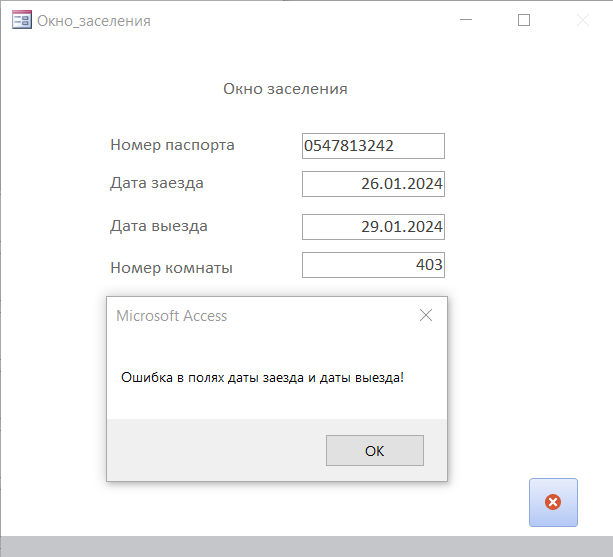 Окно_заселения
Окно заселения
Номер паспорта 0547813242
Дата заезда 26.01.2024
Дата выезда 29.01.2024
Номер комнаты 403
Microsoft Access
Ошибка в полях даты заезда и даты выезда!
ОК